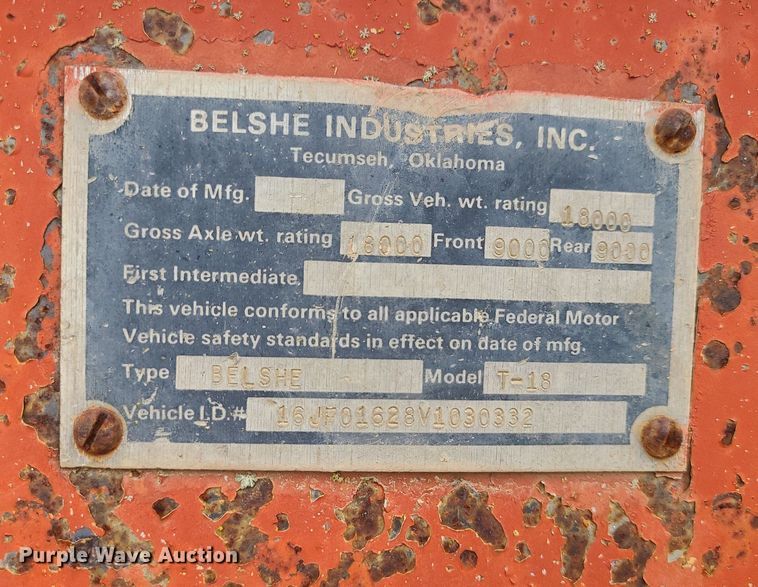 BELSHE INDUSTRIES, INC.
Tecumseh, Oklahoma
Date of Mfg. Gross Veh. wt. rating 18000
Gross Axle wt. rating 18000 Front 9000 Rear 9000
First Intermediate
This vehicle conforms to all applicable Federal Motor
Vehicle safety standards in effect on date of mfg.
Type BELSHE Model T-18
Vehicle I.D.# 16JF01628V1030332
Purple Wave Auction